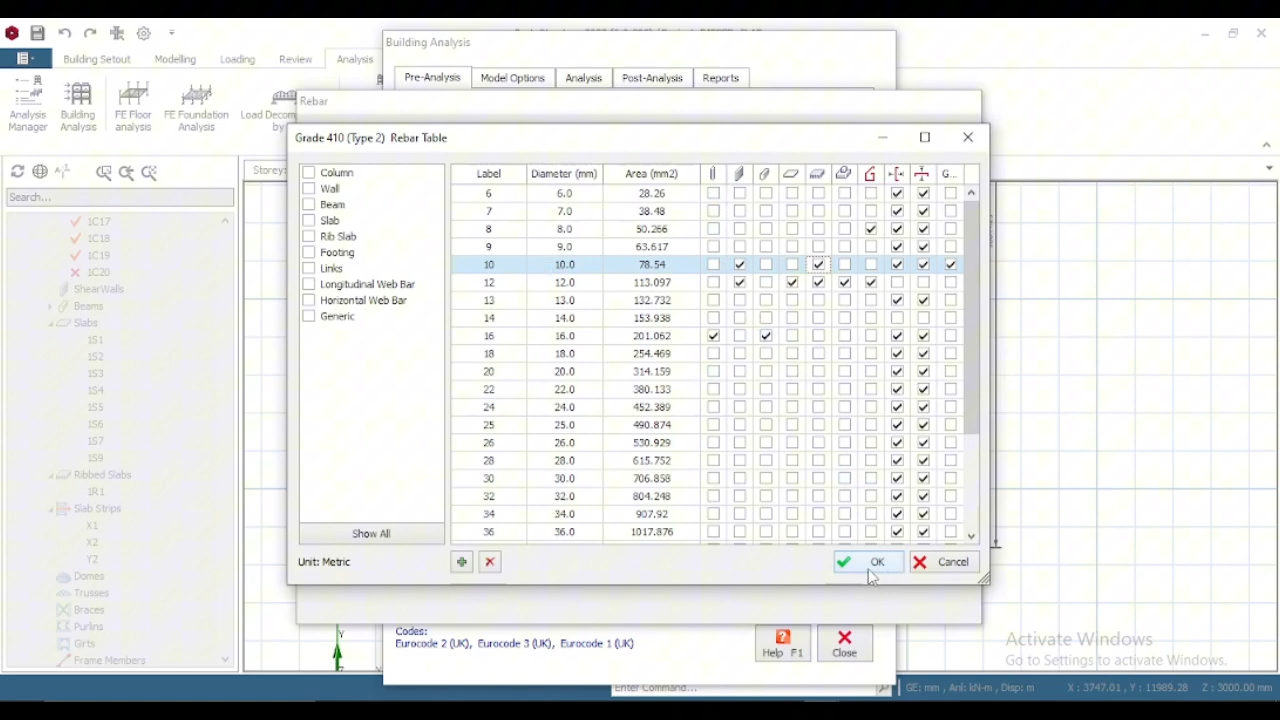 Building Analysis
Building Setout Modelling Loading Review Analysis
Pre-Analysis Model Options Analysis Post-Analysis Reports
Analysis Manager
Building Analysis
FE Floor analysis
FE Foundation Analysis
Load Decom
by
Rebar
Grade 410 (Type 2) Rebar Table
Storey:
Search...
1C17
1C18
1C19
1C20
ShearWalls
Beams
Slabs
1S1
1S2
1S3
1S4
1S5
1S6
1S7
1S9
Ribbed Slabs
1R1
Slab Strips
X1
X2
Y2
Domes
Trusses
Braces
Purlins
Girts
Frame Members
Column
Wall
Beam
Slab
Rib Slab
Footing
Links
Longitudinal Web Bar
Horizontal Web Bar
Generic
Show All
Unit: Metric
Label Diameter (mm) Area (mm2) G...
6 6.0 28.26
7 7.0 38.48
8 8.0 50.266
9 9.0 63.617
10 10.0 78.54
12 12.0 113.097
13 13.0 132.732
14 14.0 153.938
16 16.0 201.062
18 18.0 254.469
20 20.0 314.159
22 22.0 380.133
24 24.0 452.389
25 25.0 490.874
26 26.0 530.929
28 28.0 615.752
30 30.0 706.858
32 32.0 804.248
34 34.0 907.92
36 36.0 1017.876
OK Cancel
Codes:
Eurocode 2 (UK), Eurocode 3 (UK), Eurocode 1 (UK)
Help F1
Close
Y
Activate Windows
Go to Settings to activate Windows.
Enter Command...
GE: mm , Anl: kN-m , Disp: m X : 3747.01 , Y : 11989.28 Z : 3000.00 mm